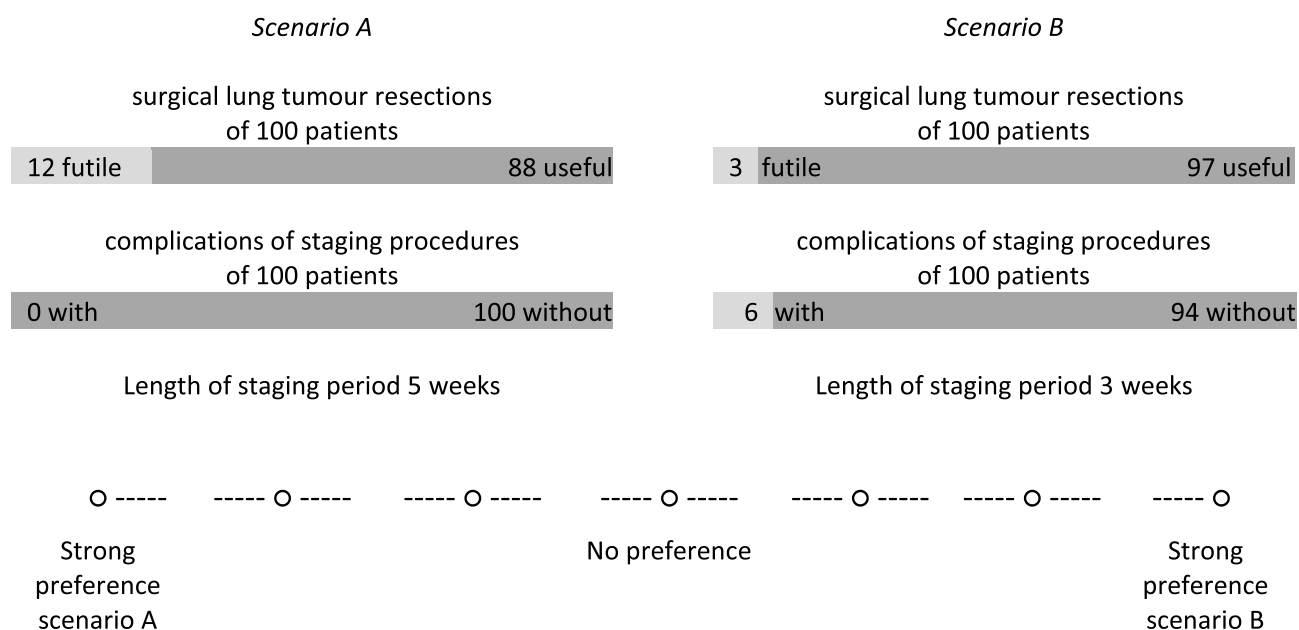 Scenario A
surgical lung tumour resections
of 100 patients
12 futile 88 useful
complications of staging procedures
of 100 patients
0 with 100 without
Length of staging period 5 weeks
Scenario B
surgical lung tumour resections
of 100 patients
3 futile 97 useful
complications of staging procedures
of 100 patients
6 with 94 without
Length of staging period 3 weeks
Strong
preference
scenario A
No preference
Strong
preference
scenario B